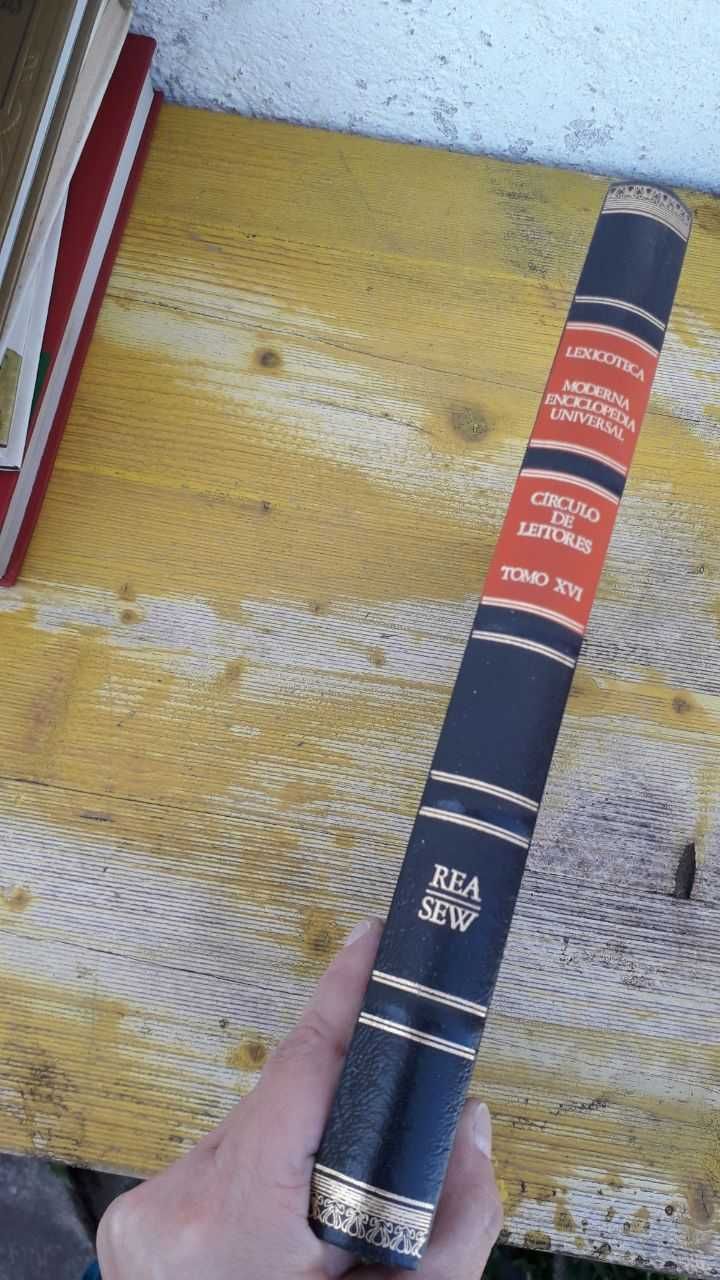 LEXICOTECA
MODERNA
ENCICLOPEDIA
UNIVERSAL
CÍRCULO
DE
LEITORES
TOMO XVI
REA
SEW